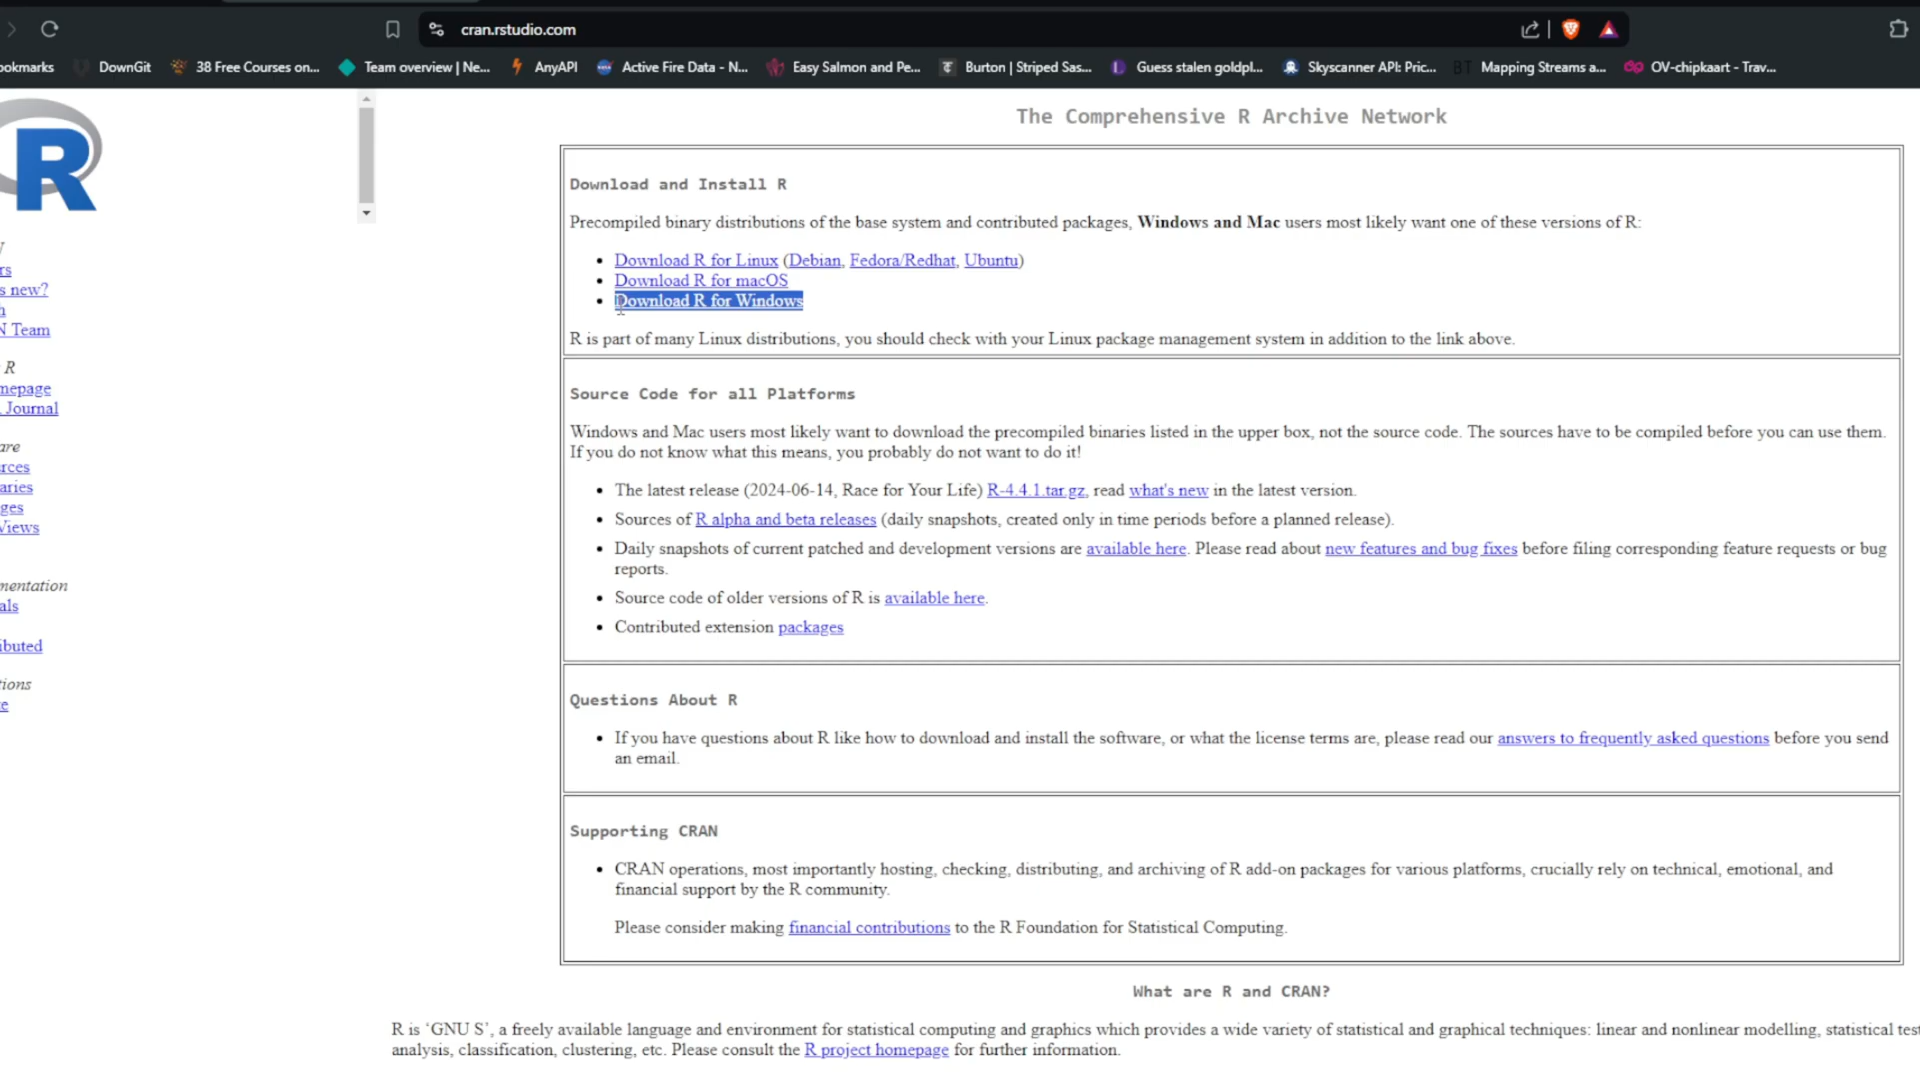 cran.rstudio.com
ookmarks
DownGit
38 Free Courses on...
Team overview | Ne...
AnyAPI
Active Fire Data - N...
Easy Salmon and Pe...
Burton | Striped Sas...
Guess stalen goldpl...
Skyscanner API: Pric...
Mapping Streams a...
OV-chipkaart - Trav...
R
rs
s new?
h
N Team
R
mepage
Journal
are
rces
aries
ges
Views
mentation
als
ibuted
tions
e
The Comprehensive R Archive Network
Download and Install R
Precompiled binary distributions of the base system and contributed packages, Windows and Mac users most likely want one of these versions of R:
• Download R for Linux (Debian, Fedora/Redhat, Ubuntu)
• Download R for macOS
• Download R for Windows
R is part of many Linux distributions, you should check with your Linux package management system in addition to the link above.
Source Code for all Platforms
Windows and Mac users most likely want to download the precompiled binaries listed in the upper box, not the source code. The sources have to be compiled before you can use them.
If you do not know what this means, you probably do not want to do it!
• The latest release (2024-06-14, Race for Your Life) R-4.4.1.tar.gz, read what's new in the latest version.
• Sources of R alpha and beta releases (daily snapshots, created only in time periods before a planned release).
• Daily snapshots of current patched and development versions are available here. Please read about new features and bug fixes before filing corresponding feature requests or bug
reports.
• Source code of older versions of R is available here.
• Contributed extension packages
Questions About R
• If you have questions about R like how to download and install the software, or what the license terms are, please read our answers to frequently asked questions before you send
an email.
Supporting CRAN
• CRAN operations, most importantly hosting, checking, distributing, and archiving of R add-on packages for various platforms, crucially rely on technical, emotional, and
financial support by the R community.
Please consider making financial contributions to the R Foundation for Statistical Computing.
What are R and CRAN?
R is ‘GNU S’, a freely available language and environment for statistical computing and graphics which provides a wide variety of statistical and graphical techniques: linear and nonlinear modelling, statistical test
analysis, classification, clustering, etc. Please consult the R project homepage for further information.